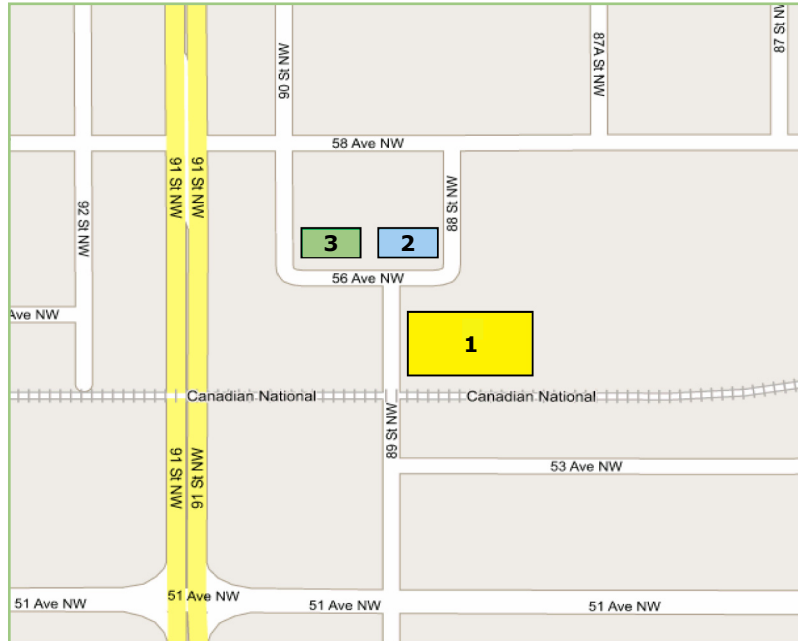 90 St NW
87A St NW
87 St N
58 Ave NW
91 St NW
91 St NW
92 St NW
88 St NW
3
2
56 Ave NW
Ave NW
1
Canadian National
Canadian National
89 St NW
91 St NW
91 St NW
53 Ave NW
51 Ave NW
51 Ave NW
51 Ave NW
51 Ave NW